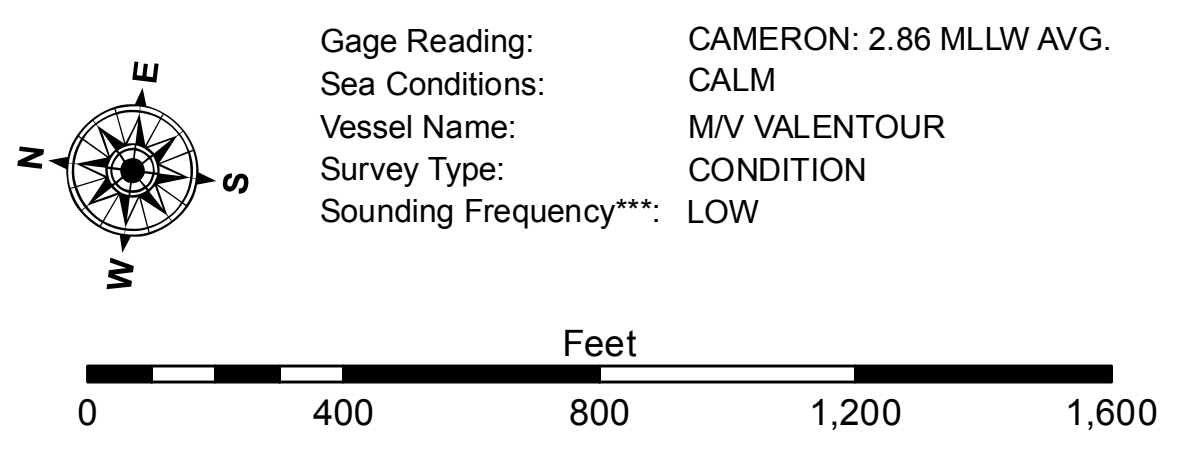 E
N
S
W
Gage Reading: CAMERON: 2.86 MLLW AVG.
Sea Conditions: CALM
Vessel Name: M/V VALENTOUR
Survey Type: CONDITION
Sounding Frequency***: LOW
Feet
0 400 800 1,200 1,600